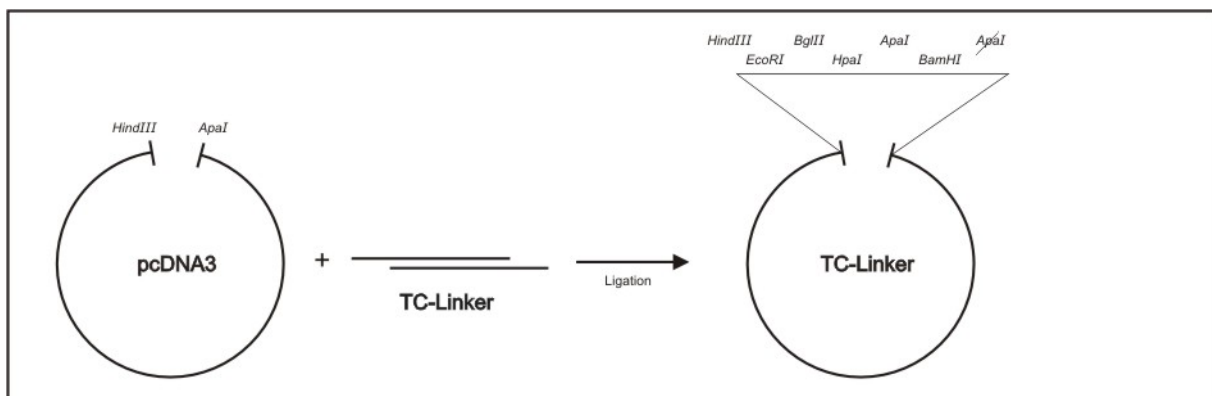 HindIII BglII ApaI ApaI
EcoRI HpaI BamHI
HindIII ApaI
pcDNA3 + TC-Linker
Ligation
TC-Linker